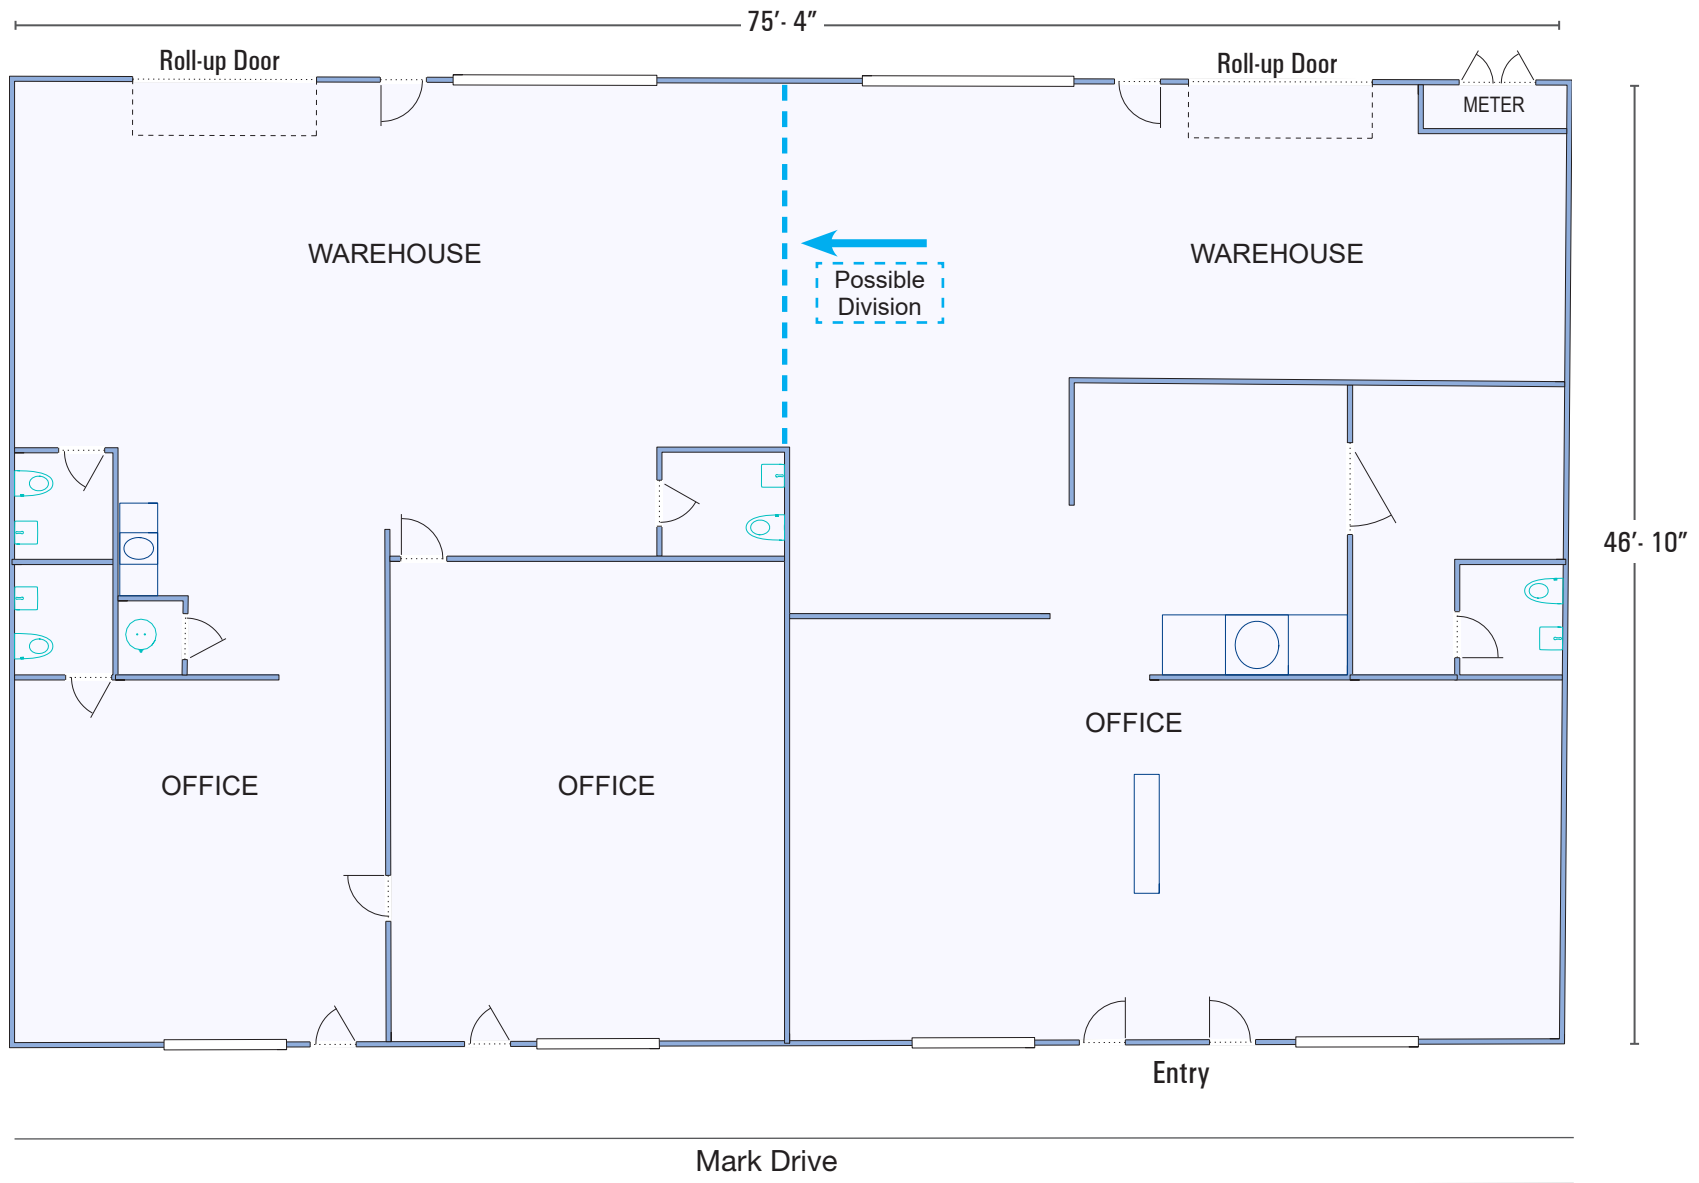 75’- 4”
Roll-up Door
Roll-up Door
METER
WAREHOUSE
WAREHOUSE
Possible
Division
46’- 10”
OFFICE
OFFICE
OFFICE
Entry
Mark Drive